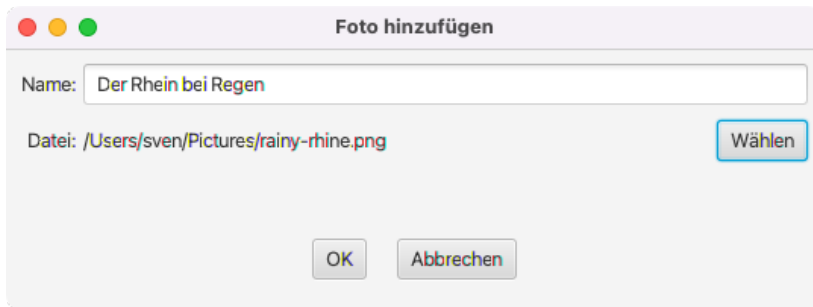 Foto hinzufügen
Name: Der Rhein bei Regen
Datei: /Users/sven/Pictures/rainy-rhine.png Wählen
OK Abbrechen